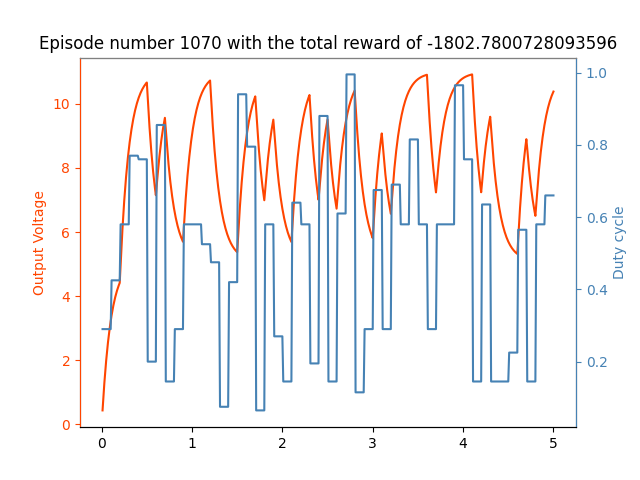 Episode number 1070 with the total reward of -1802.7800728093596
10
8
6
4
2
0
Output Voltage
1.0
0.8
0.6
0.4
0.2
Duty cycle
0 1 2 3 4 5